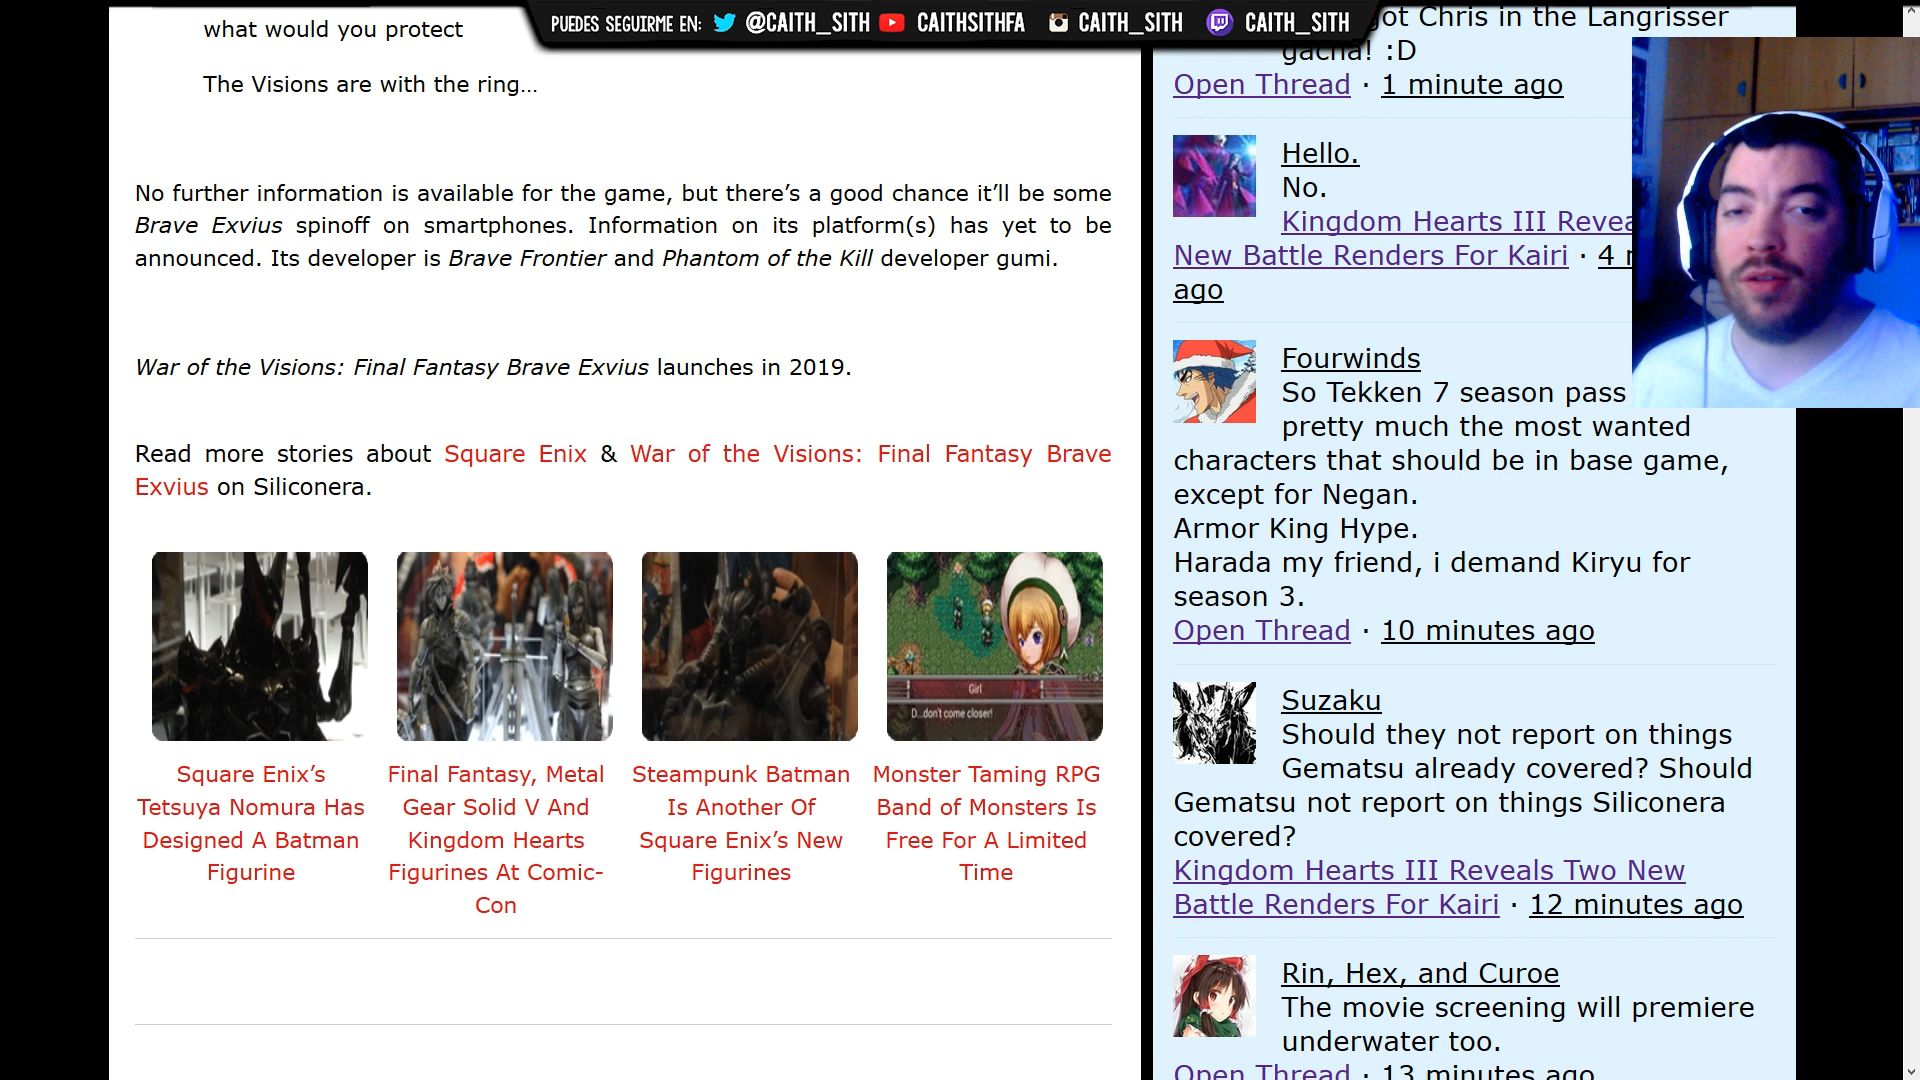 PUEDES SEGUIRME EN: @CAITH_SITH CAITHSITHFA CAITH_SITH CAITH_SITH
what would you protect
The Visions are with the ring...
No further information is available for the game, but there’s a good chance it’ll be some
Brave Exvius spinoff on smartphones. Information on its platform(s) has yet to be
announced. Its developer is Brave Frontier and Phantom of the Kill developer gumi.
War of the Visions: Final Fantasy Brave Exvius launches in 2019.
Read more stories about Square Enix & War of the Visions: Final Fantasy Brave
Exvius on Siliconera.
Girl
D...don't come closer!
Square Enix’s
Tetsuya Nomura Has
Designed A Batman
Figurine
Final Fantasy, Metal
Gear Solid V And
Kingdom Hearts
Figurines At Comic-
Con
Steampunk Batman
Is Another Of
Square Enix’s New
Figurines
Monster Taming RPG
Band of Monsters Is
Free For A Limited
Time
got Chris in the Langrisser
gacha! :D
Open Thread · 1 minute ago
Hello.
No.
Kingdom Hearts III Revea
New Battle Renders For Kairi · 4
ago
Fourwinds
So Tekken 7 season pass
pretty much the most wanted
characters that should be in base game,
except for Negan.
Armor King Hype.
Harada my friend, i demand Kiryu for
season 3.
Open Thread · 10 minutes ago
Suzaku
Should they not report on things
Gematsu already covered? Should
Gematsu not report on things Siliconera
covered?
Kingdom Hearts III Reveals Two New
Battle Renders For Kairi · 12 minutes ago
Rin, Hex, and Curoe
The movie screening will premiere
underwater too.
Open Thread · 13 minutes ago